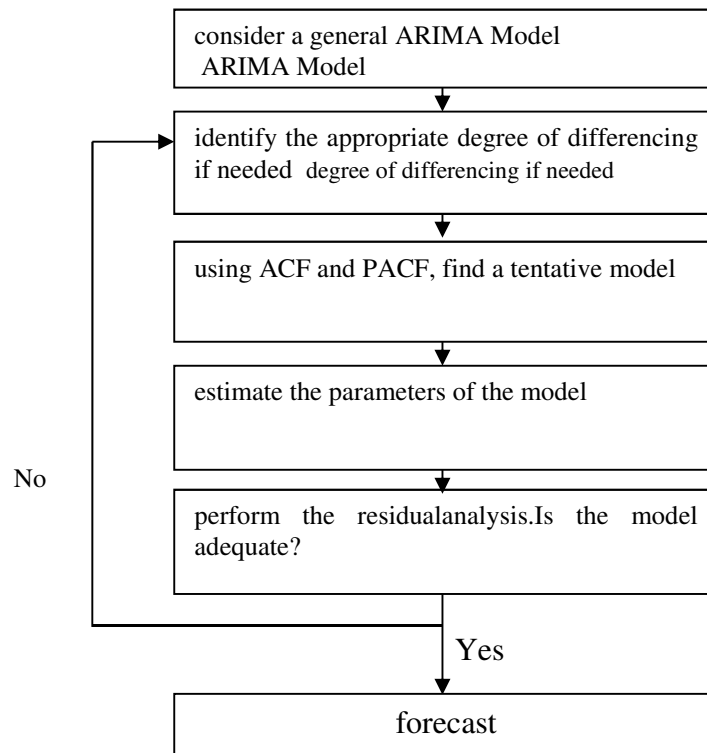 consider a general ARIMA Model
ARIMA Model
identify the appropriate degree of differencing
if needed degree of differencing if needed
using ACF and PACF, find a tentative model
estimate the parameters of the model
No
perform the residualanalysis.Is the model
adequate?
Yes
forecast